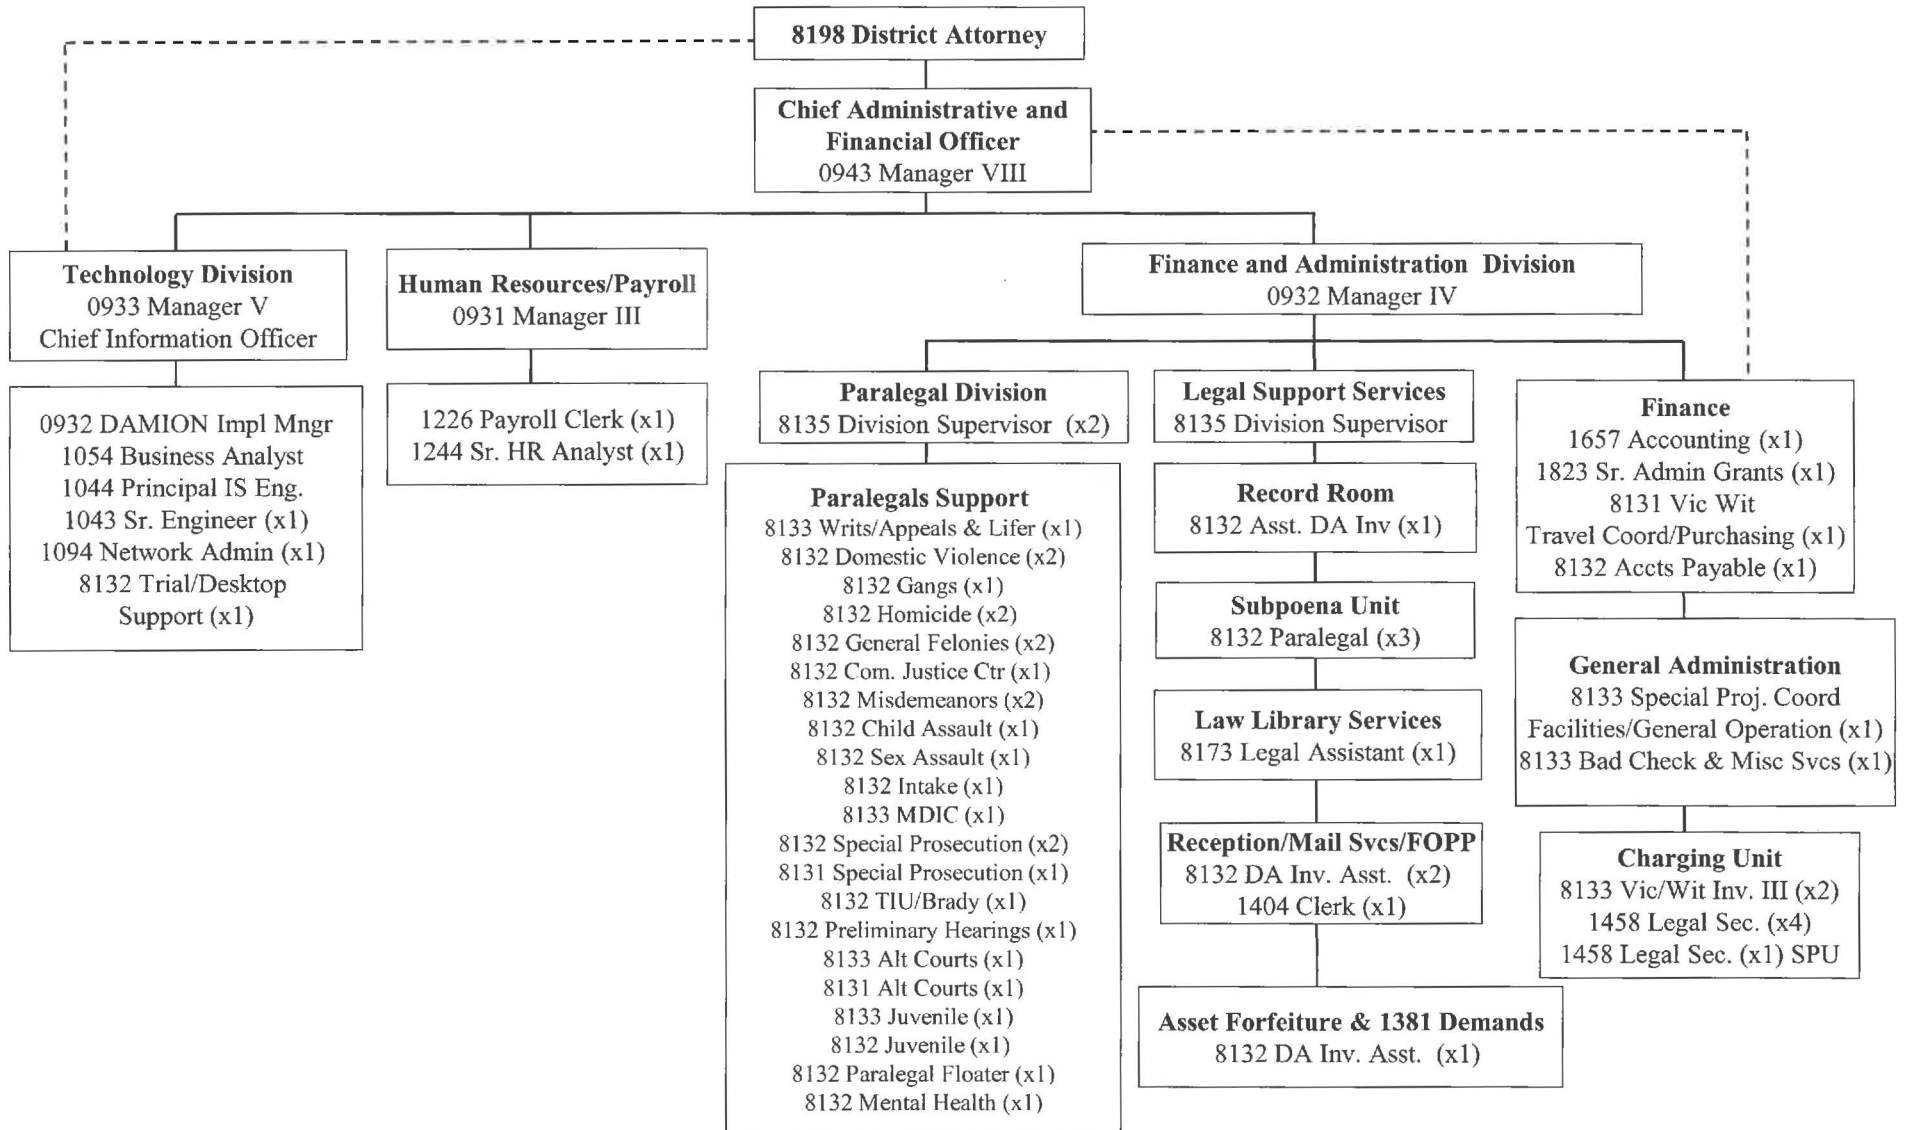 8198 District Attorney
Chief Administrative and
Financial Officer
0943 Manager VIII
Technology Division
0933 Manager V
Chief Information Officer
Human Resources/Payroll
0931 Manager III
Finance and Administration Division
0932 Manager IV
0932 DAMION Impl Mngr
1054 Business Analyst
1044 Principal IS Eng.
1043 Sr. Engineer (x1)
1094 Network Admin (x1)
8132 Trial/Desktop
Support (x1)
1226 Payroll Clerk (x1)
1244 Sr. HR Analyst (x1)
Paralegal Division
8135 Division Supervisor (x2)
Paralegals Support
8133 Writs/Appeals & Lifer (x1)
8132 Domestic Violence (x2)
8132 Gangs (x1)
8132 Homicide (x2)
8132 General Felonies (x2)
8132 Com. Justice Ctr (x1)
8132 Misdemeanors (x2)
8132 Child Assault (x1)
8132 Sex Assault (x1)
8132 Intake (x1)
8133 MDIC (x1)
8132 Special Prosecution (x2)
8131 Special Prosecution (x1)
8132 TIU/Brady (x1)
8132 Preliminary Hearings (x1)
8133 Alt Courts (x1)
8131 Alt Courts (x1)
8133 Juvenile (x1)
8132 Juvenile (x1)
8132 Paralegal Floater (x1)
8132 Mental Health (x1)
Legal Support Services
8135 Division Supervisor
Record Room
8132 Asst. DA Inv (x1)
Subpoena Unit
8132 Paralegal (x3)
Law Library Services
8173 Legal Assistant (x1)
Reception/Mail Svcs/FOPP
8132 DA Inv. Asst. (x2)
1404 Clerk (x1)
Asset Forfeiture & 1381 Demands
8132 DA Inv. Asst. (x1)
Finance
1657 Accounting (x1)
1823 Sr. Admin Grants (x1)
8131 Vic Wit
Travel Coord/Purchasing (x1)
8132 Accts Payable (x1)
General Administration
8133 Special Proj. Coord
Facilities/General Operation (x1)
8133 Bad Check & Misc Svcs (x1)
Charging Unit
8133 Vic/Wit Inv. III (x2)
1458 Legal Sec. (x4)
1458 Legal Sec. (x1) SPU